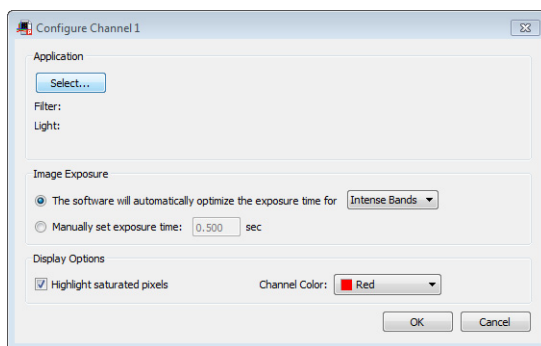 Configure Channel 1
Application
Select...
Filter:
Light:
Image Exposure
The software will automatically optimize the exposure time for Intense Bands
Manually set exposure time: 0.500 sec
Display Options
Highlight saturated pixels Channel Color: Red
OK Cancel